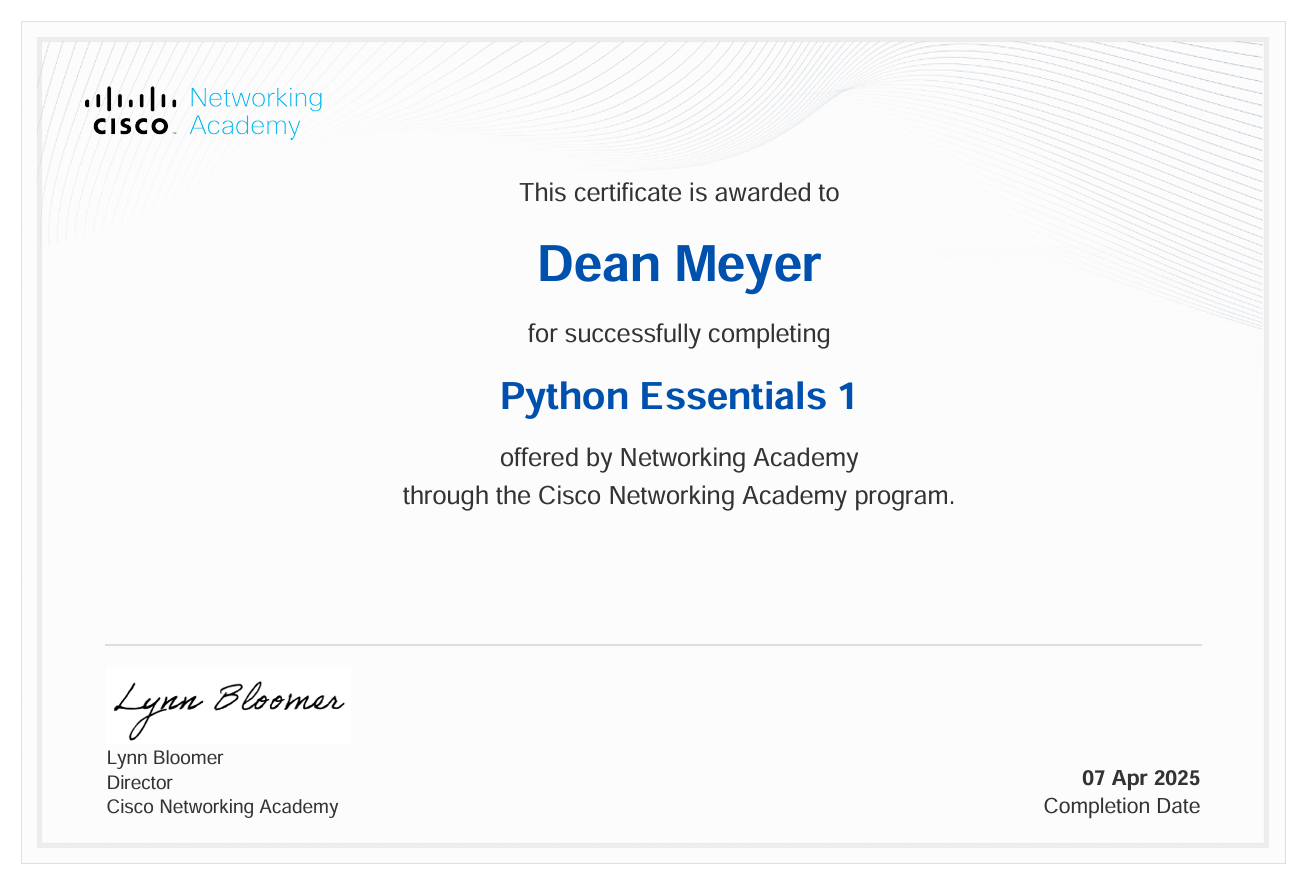 CISCO Networking
Academy
This certificate is awarded to
Dean Meyer
for successfully completing
Python Essentials 1
offered by Networking Academy
through the Cisco Networking Academy program.
Lynn Bloomer
Lynn Bloomer
Director
Cisco Networking Academy
07 Apr 2025
Completion Date